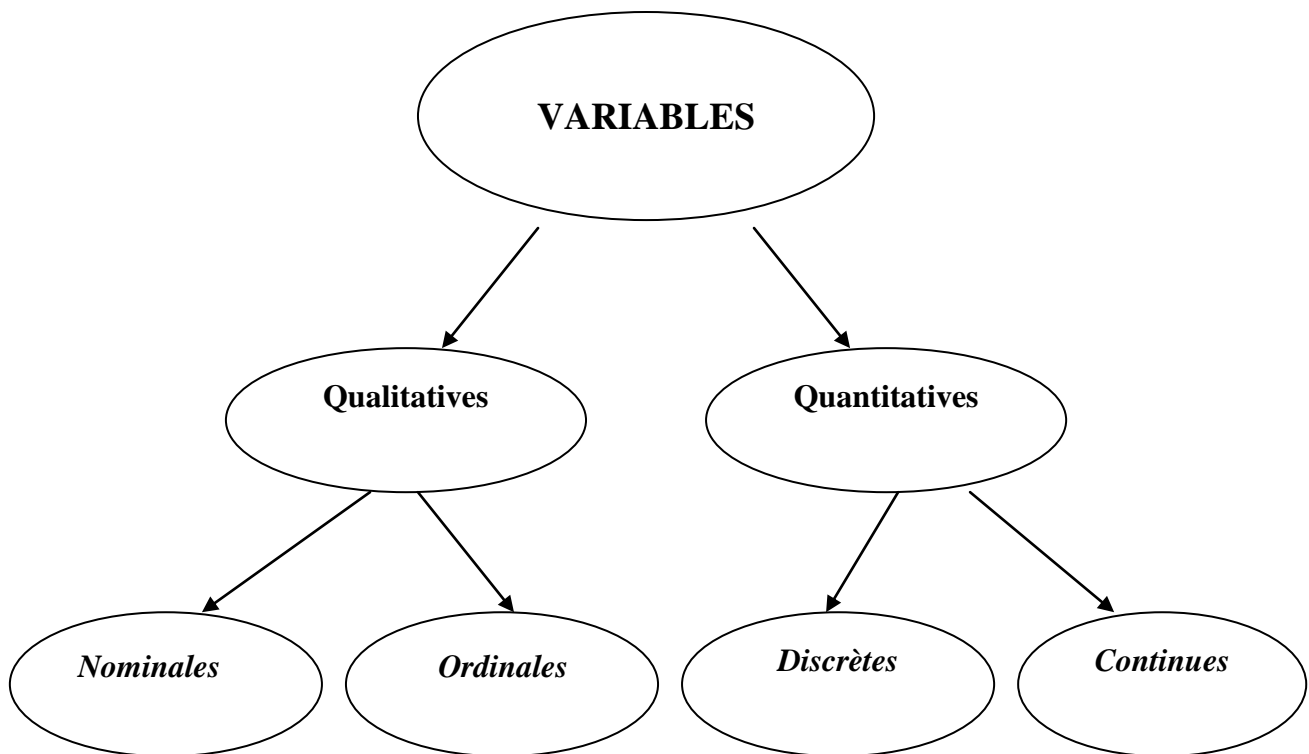 VARIABLES
Qualitatives
Quantitatives
Nominales
Ordinales
Discrètes
Continues